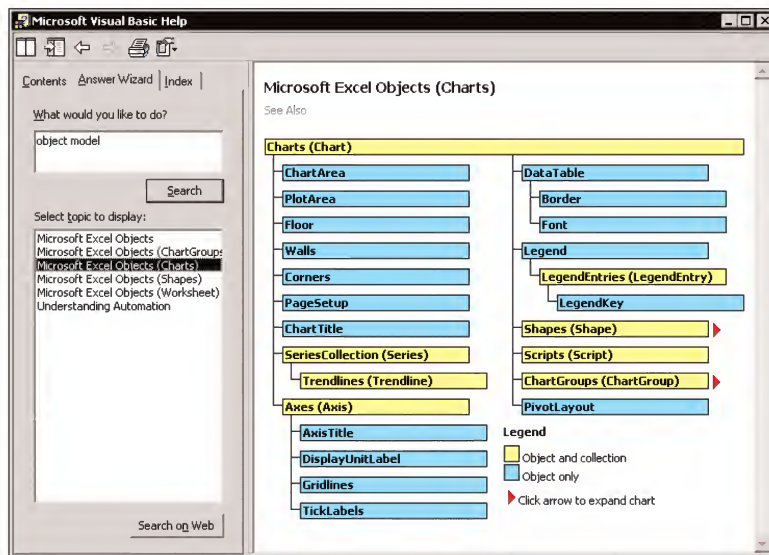 Microsoft Visual Basic Help
Contents Answer Wizard Index
What would you like to do?
object model
Search
Select topic to display:
Microsoft Excel Objects
Microsoft Excel Objects (ChartGroups
Microsoft Excel Objects (Charts)
Microsoft Excel Objects (Shapes)
Microsoft Excel Objects (Worksheet)
Understanding Automation
Search on Web
Microsoft Excel Objects (Charts)
See Also
Charts (Chart)
ChartArea
PlotArea
Floor
Walls
Corners
PageSetup
ChartTitle
SeriesCollection (Series)
Trendlines (Trendline)
Axes (Axis)
AxisTitle
DisplayUnitLabel
Gridlines
TickLabels
DataTable
Border
Font
Legend
LegendEntries (LegendEntry)
LegendKey
Shapes (Shape)
Scripts (Script)
ChartGroups (ChartGroup)
PivotLayout
Legend
Object and collection
Object only
Click arrow to expand chart